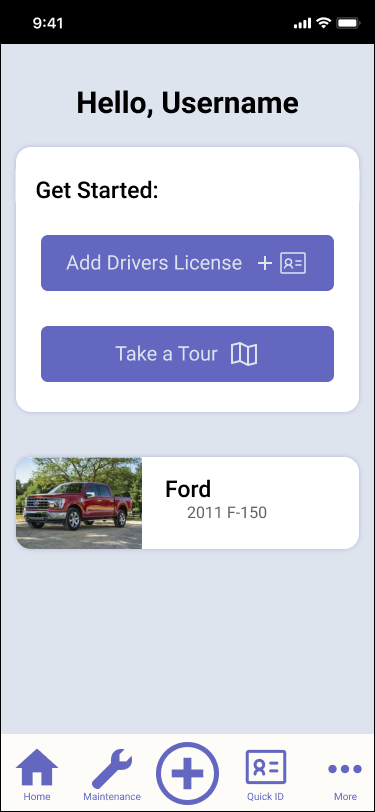 9:41
Hello, Username
Get Started:
Add Drivers License
Take a Tour
Ford
2011 F-150
Home
Maintenance
Quick ID
More